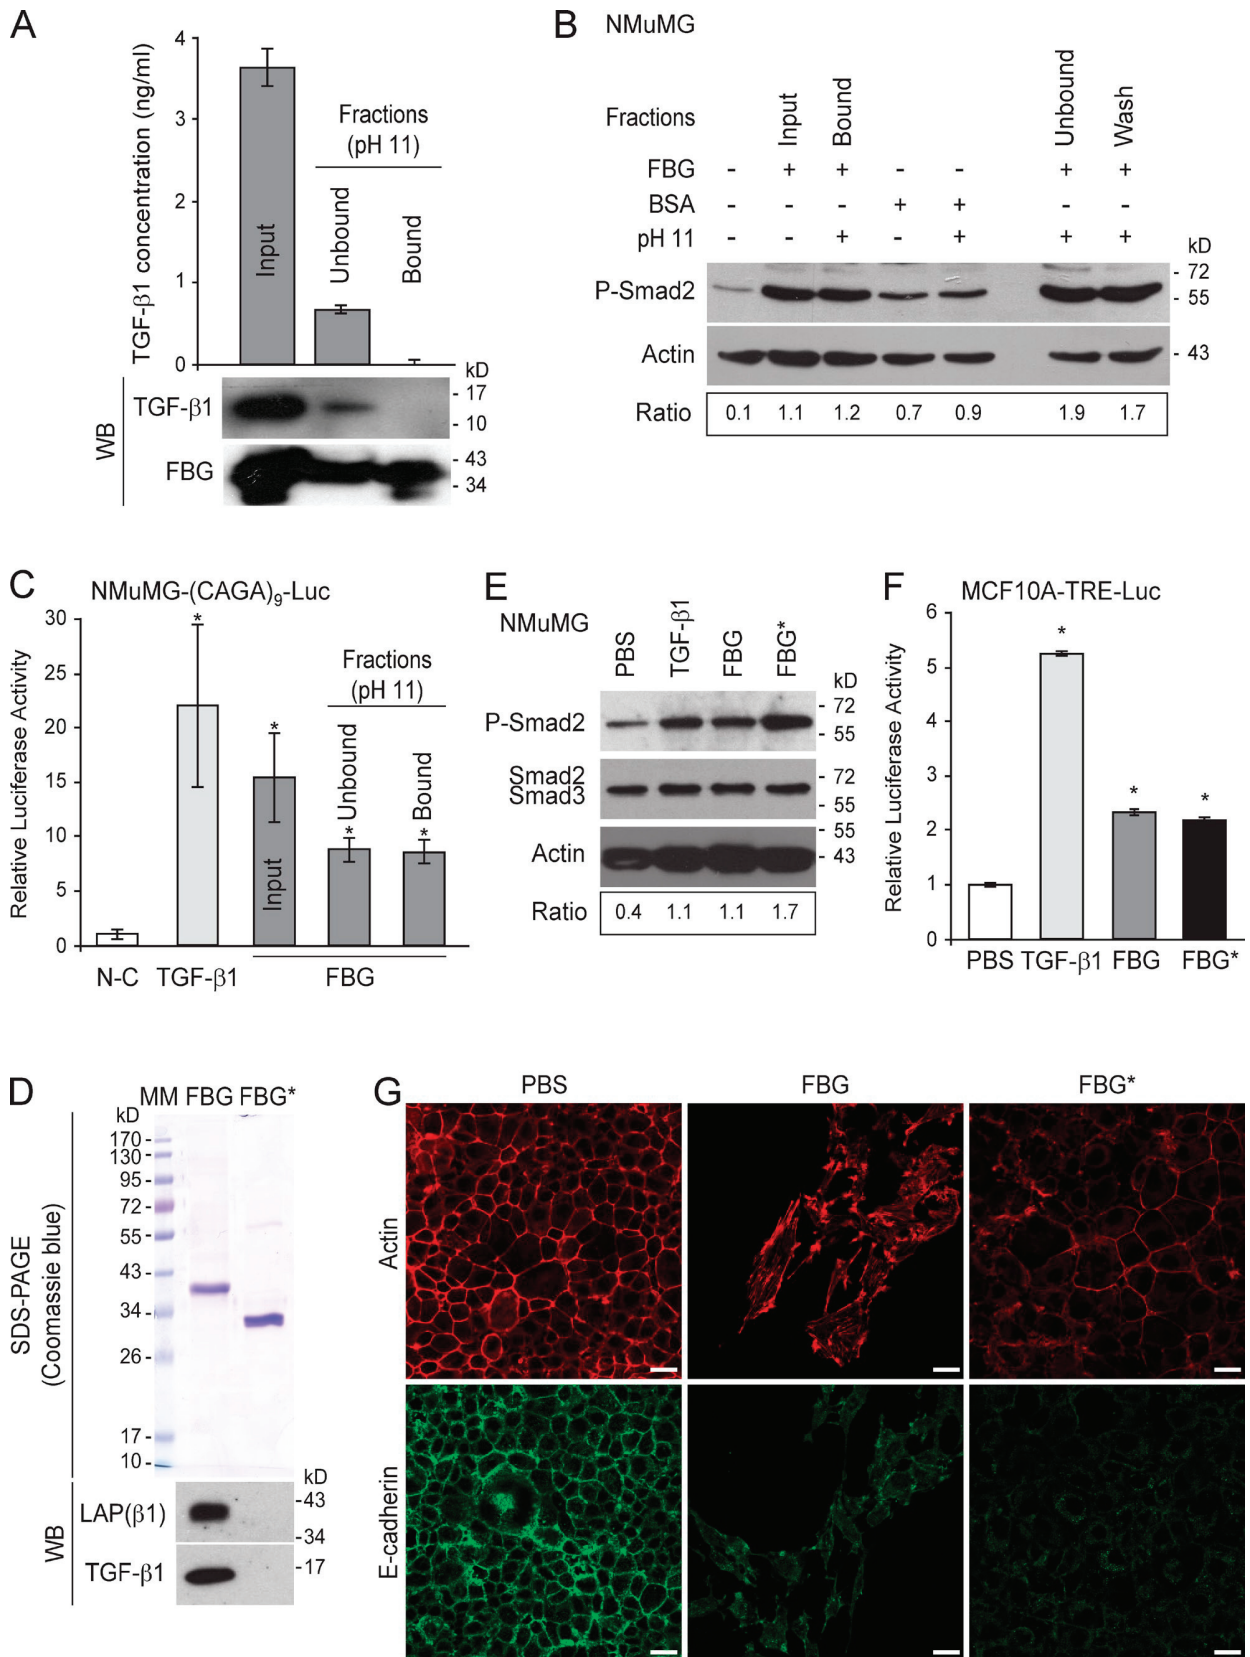 A
TGF-β1 concentration (ng/ml)
4
3
2
1
0
Input
Fractions
(pH 11)
Unbound
Bound
kD
WB
TGF-β1
- 17
- 10
FBG
- 43
- 34
B NMuMG
Fractions Input Bound Unbound Wash
FBG - + + - - + +
BSA - - - + + - -
pH 11 - - + - + + +
kD
P-Smad2
- 72
- 55
Actin - 43
Ratio 0.1 1.1 1.2 0.7 0.9 1.9 1.7
C NMuMG-(CAGA)9-Luc
Relative Luciferase Activity
30
25
20
15
10
5
0
* * * *
Input
Fractions
(pH 11)
Unbound
Bound
N-C TGF-β1 FBG
E NMuMG
PBS TGF-β1 FBG FBG*
kD
P-Smad2
- 72
- 55
Smad2
Smad3
- 72
- 55
Actin
- 55
- 43
Ratio 0.4 1.1 1.1 1.7
F MCF10A-TRE-Luc
Relative Luciferase Activity
6
5
4
3
2
1
0
* * *
PBS TGF-β1 FBG FBG*
D
MM FBG FBG*
kD
SDS-PAGE
(Coomassie blue)
170 -
130 -
95 -
72 -
55 -
43 -
34 -
26 -
17 -
10 -
kD
WB
LAP(β1)
-43
-34
TGF-β1
-17
G
PBS FBG FBG*
Actin
E-cadherin